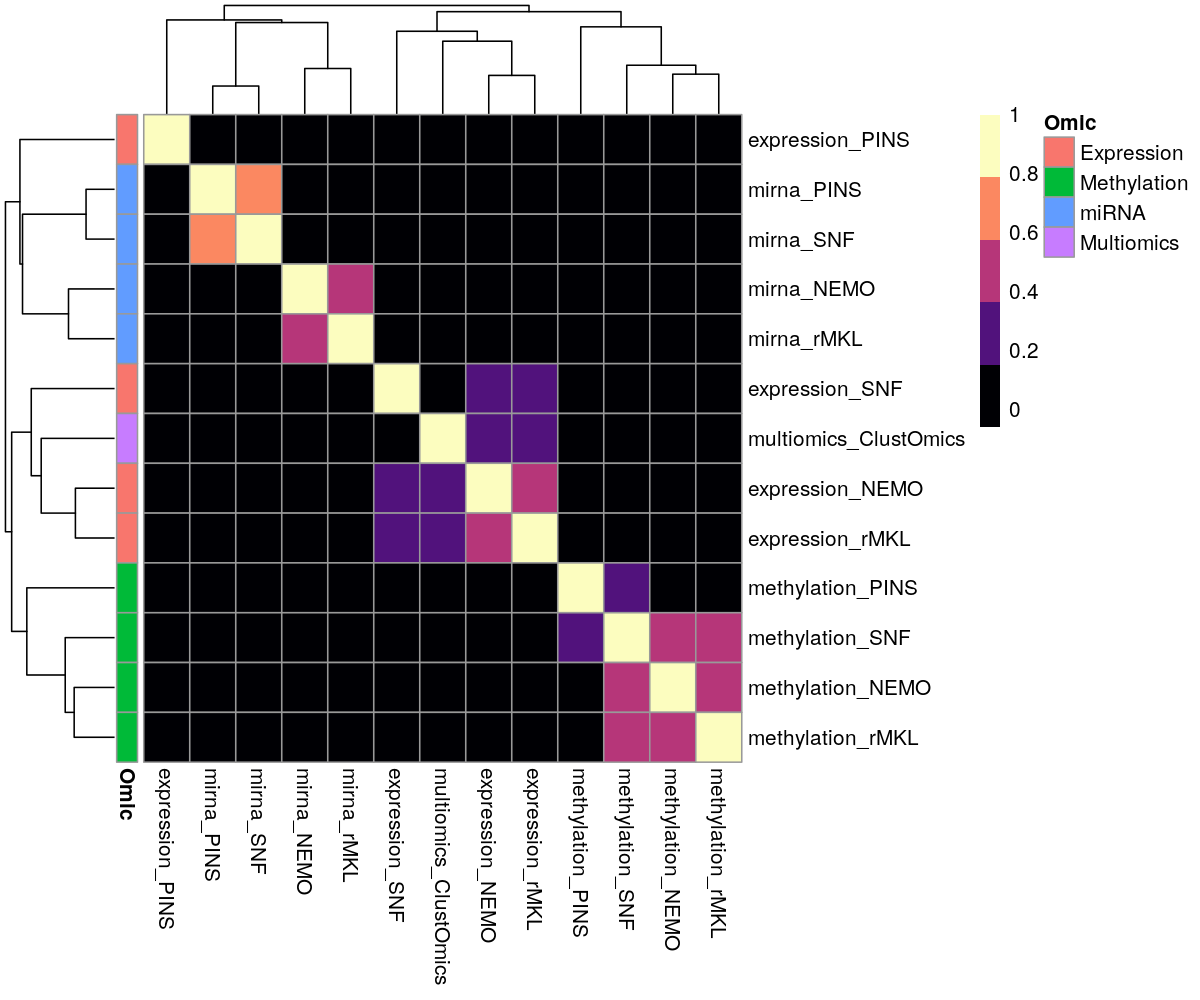 expression_PINS
mirna_PINS
mirna_SNF
mirna_NEMO
mirna_rMKL
expression_SNF
multiomics_ClustOmics
expression_NEMO
expression_rMKL
methylation_PINS
methylation_SNF
methylation_NEMO
methylation_rMKL
1
0.8
0.6
0.4
0.2
0
OmIc
Expression
Methylation
miRNA
Multiomics
OmIc
expression_PINS
mirna_PINS
mirna_SNF
mirna_NEMO
mirna_rMKL
expression_SNF
multiomics_ClustOmics
expression_NEMO
expression_rMKL
methylation_PINS
methylation_SNF
methylation_NEMO
methylation_rMKL